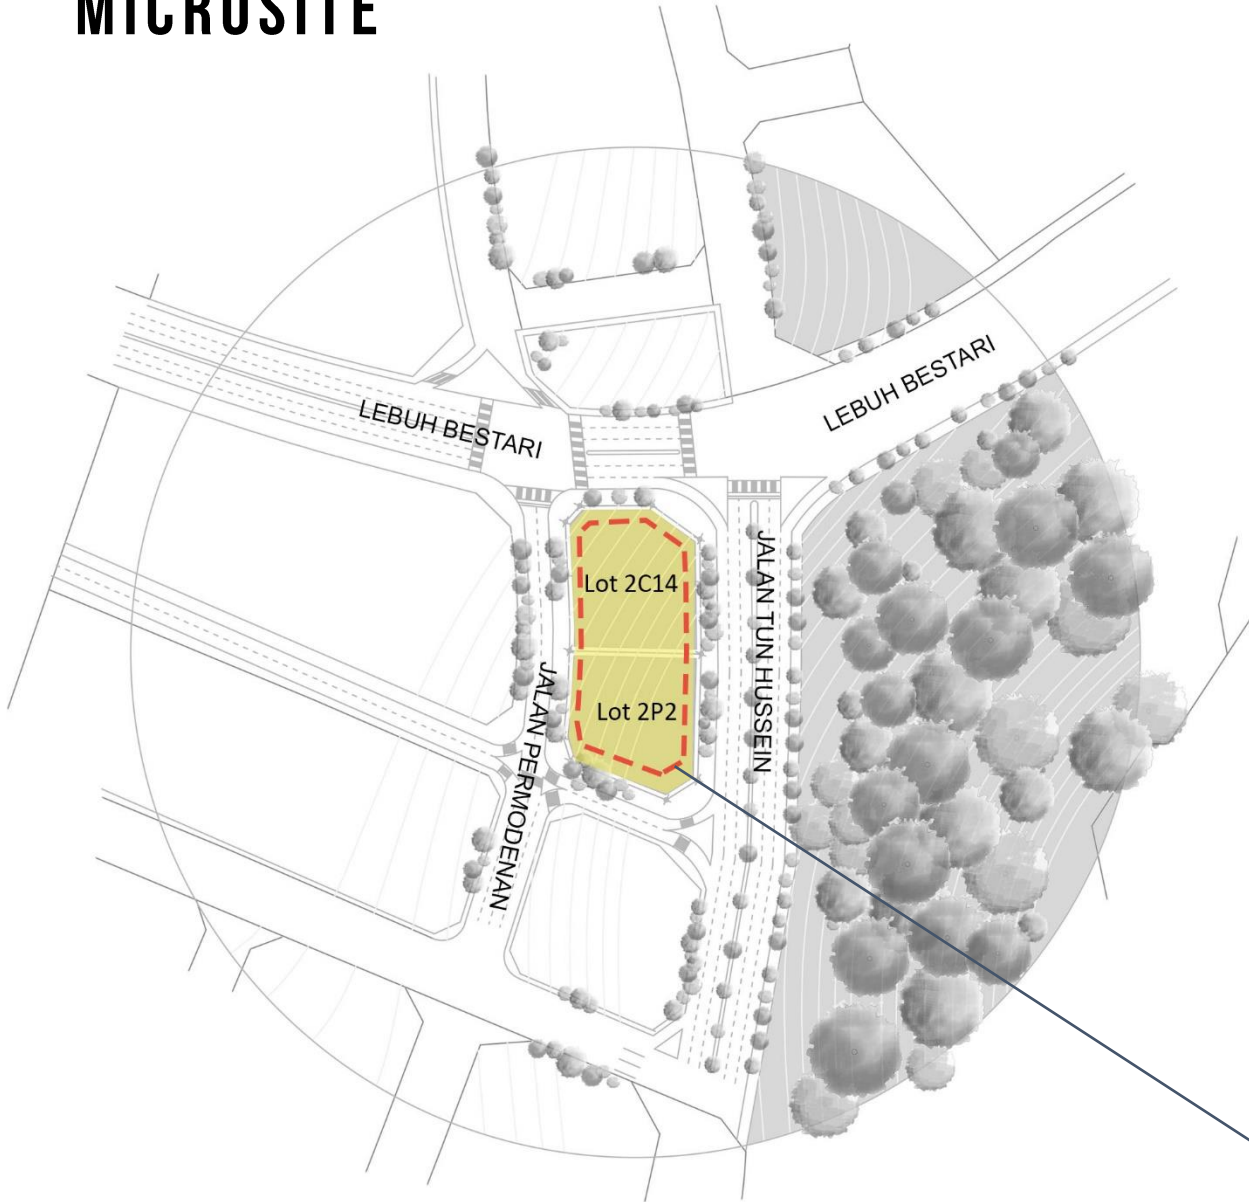 MICROSITE
LEBUH BESTARI
LEBUH BESTARI
Lot 2C14
JALAN TUN HUSSEIN
Lot 2P2
JALAN PERMODENAN